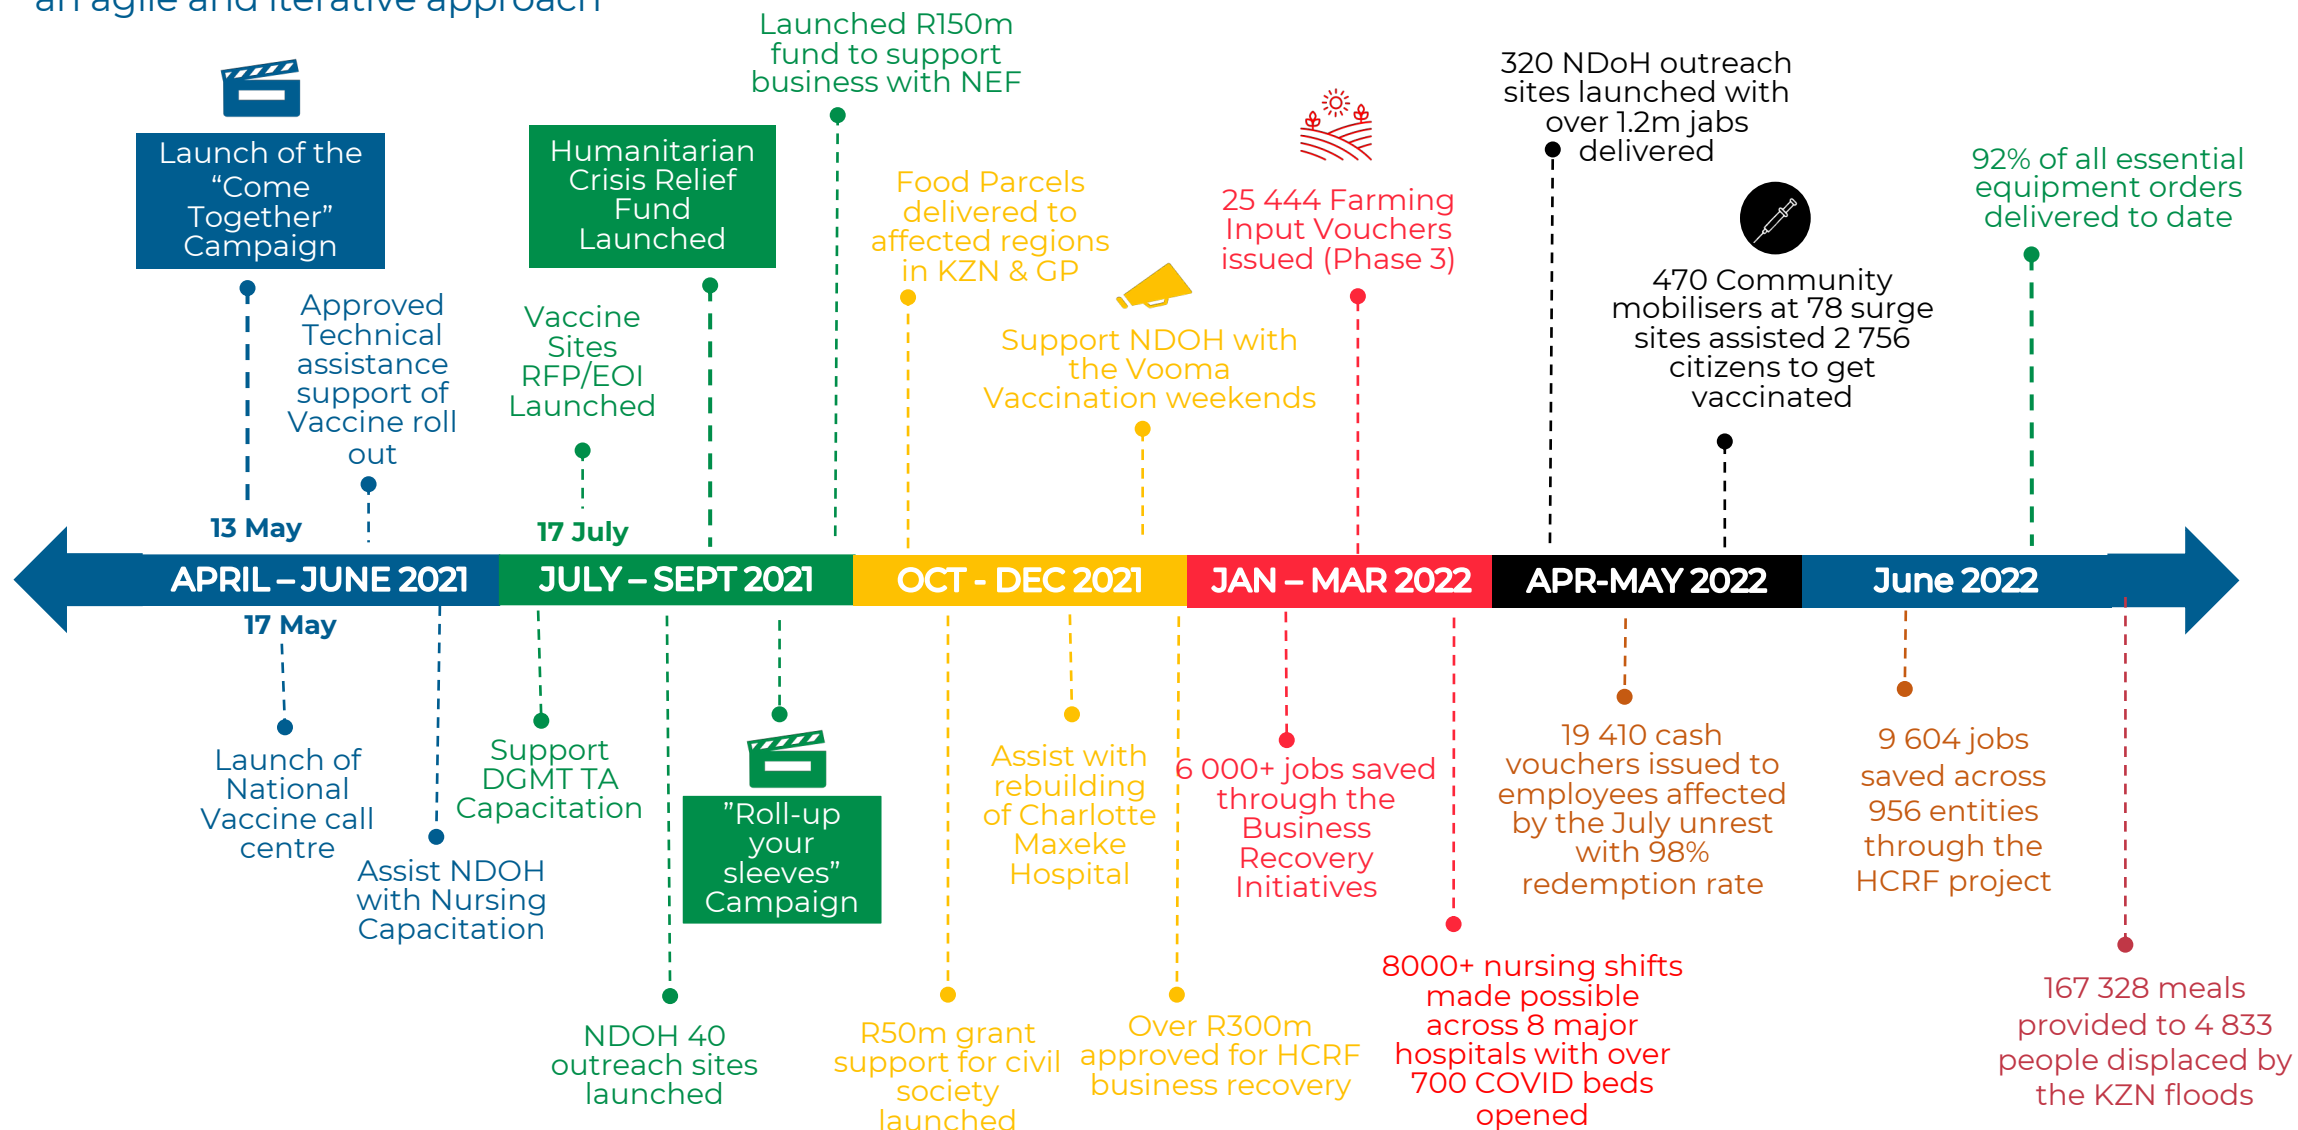 an agile and iterative approach
Launch of the
“Come
Together”
Campaign
Approved
Technical
assistance
support of
Vaccine roll
out
Vaccine
Sites
RFP/EOI
Launched
Humanitarian
Crisis Relief
Fund
Launched
Launched R150m
fund to support
business with NEF
Food Parcels
delivered to
affected regions
in KZN & GP
Support NDOH with
the Vooma
Vaccination weekends
25 444 Farming
Input Vouchers
issued (Phase 3)
320 NDoH outreach
sites launched with
over 1.2m jabs
delivered
470 Community
mobilisers at 78 surge
sites assisted 2 756
citizens to get
vaccinated
92% of all essential
equipment orders
delivered to date
13 May
17 July
APRIL – JUNE 2021
JULY – SEPT 2021
OCT - DEC 2021
JAN – MAR 2022
APR-MAY 2022
June 2022
17 May
Launch of
National
Vaccine call
centre
Assist NDOH
with Nursing
Capacitation
Support
DGMT TA
Capacitation
NDOH 40
outreach sites
launched
”Roll-up
your
sleeves”
Campaign
R50m grant
support for civil
society
launched
Assist with
rebuilding
of Charlotte
Maxeke
Hospital
Over R300m
approved for HCRF
business recovery
6 000+ jobs saved
through the
Business
Recovery
Initiatives
8000+ nursing shifts
made possible
across 8 major
hospitals with over
700 COVID beds
opened
19 410 cash
vouchers issued to
employees affected
by the July unrest
with 98%
redemption rate
9 604 jobs
saved across
956 entities
through the
HCRF project
167 328 meals
provided to 4 833
people displaced by
the KZN floods